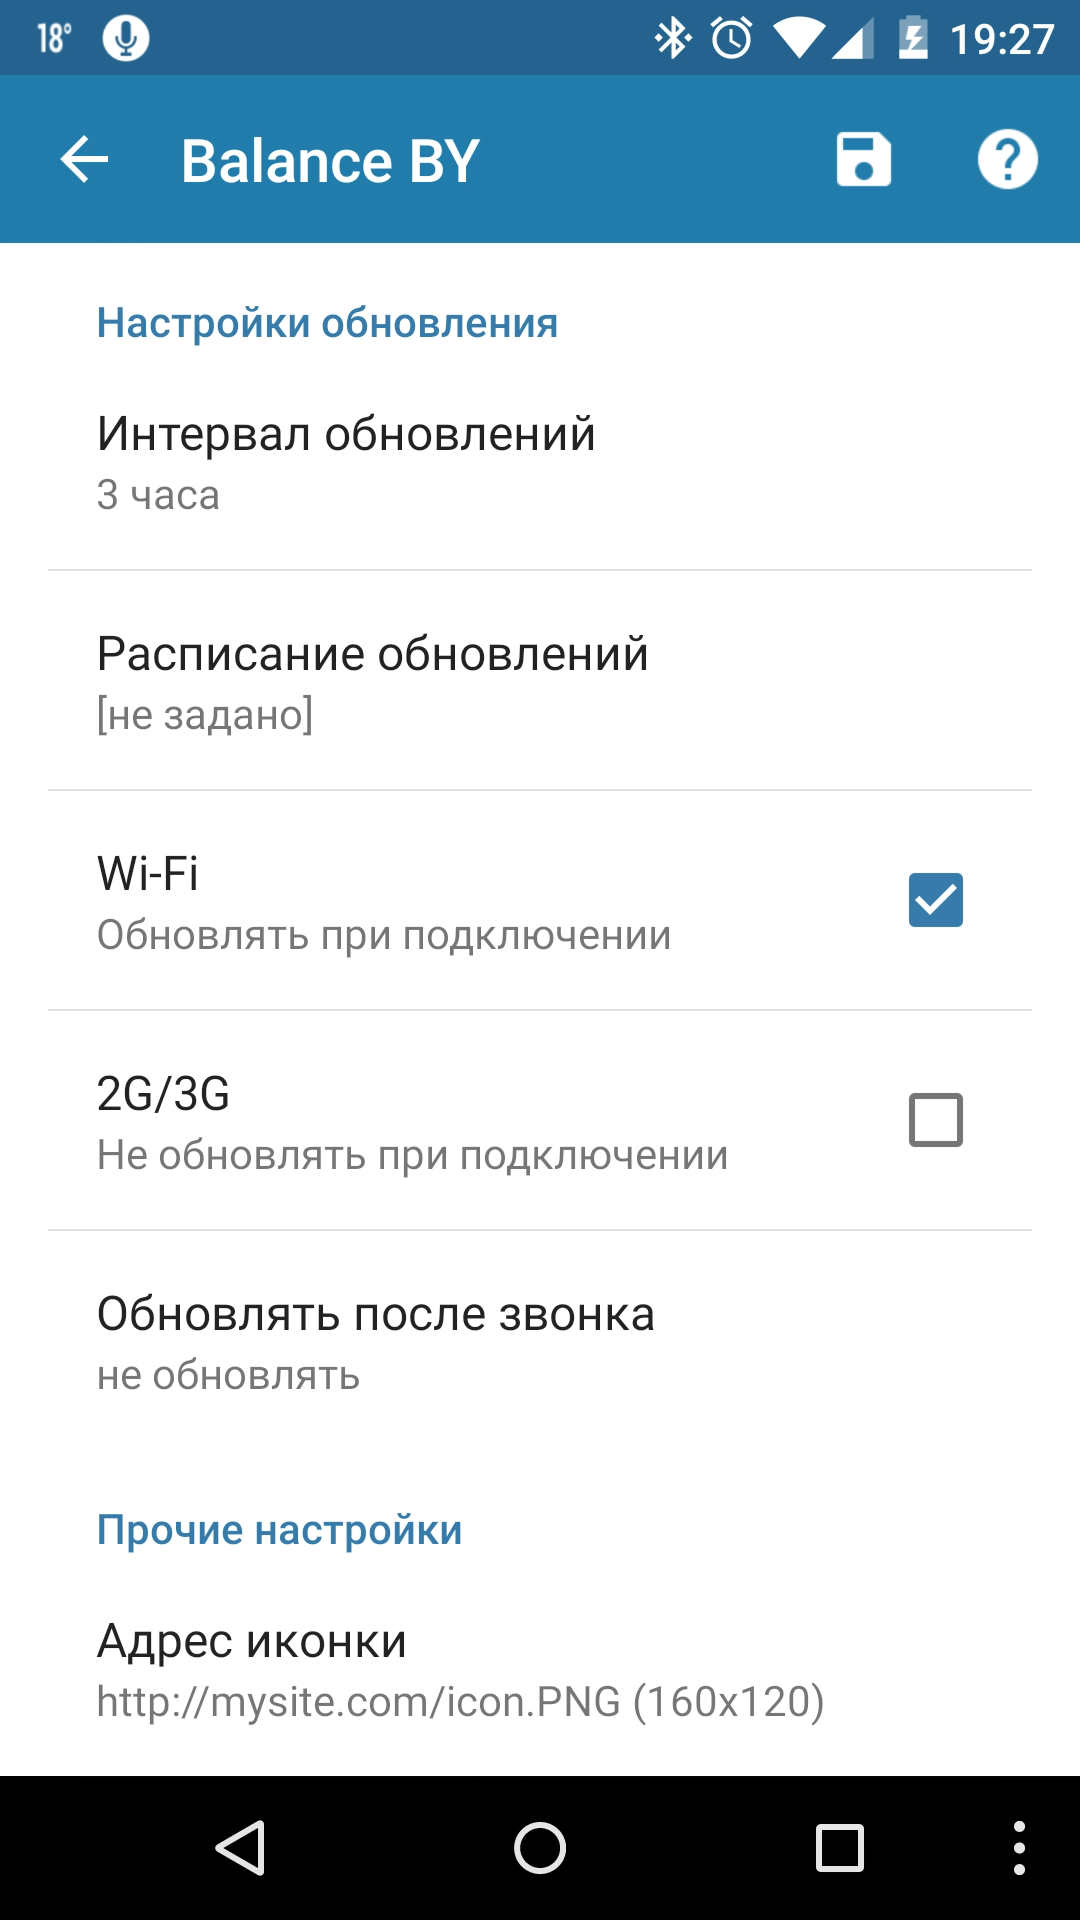 18° 19:27
Balance BY
Настройки обновления
Интервал обновлений
3 часа
Расписание обновлений
[не задано]
Wi-Fi
Обновлять при подключении
2G/3G
Не обновлять при подключении
Обновлять после звонка
не обновлять
Прочие настройки
Адрес иконки
http://mysite.com/icon.PNG (160x120)